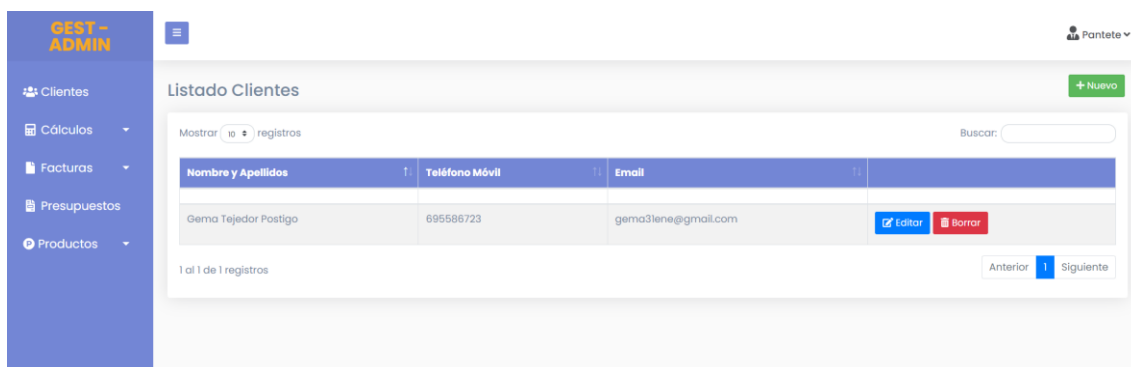 GEST -
ADMIN
Pantete
Clientes
Cálculos
Facturas
Presupuestos
Productos
Listado Clientes
+ Nuevo
Mostrar 10 registros
Buscar:
Nombre y Apellidos Teléfono Móvil Email
Gema Tejedor Postigo 695586723 gema31ene@gmail.com Editar Borrar
1 al 1 de 1 registros
Anterior 1 Siguiente